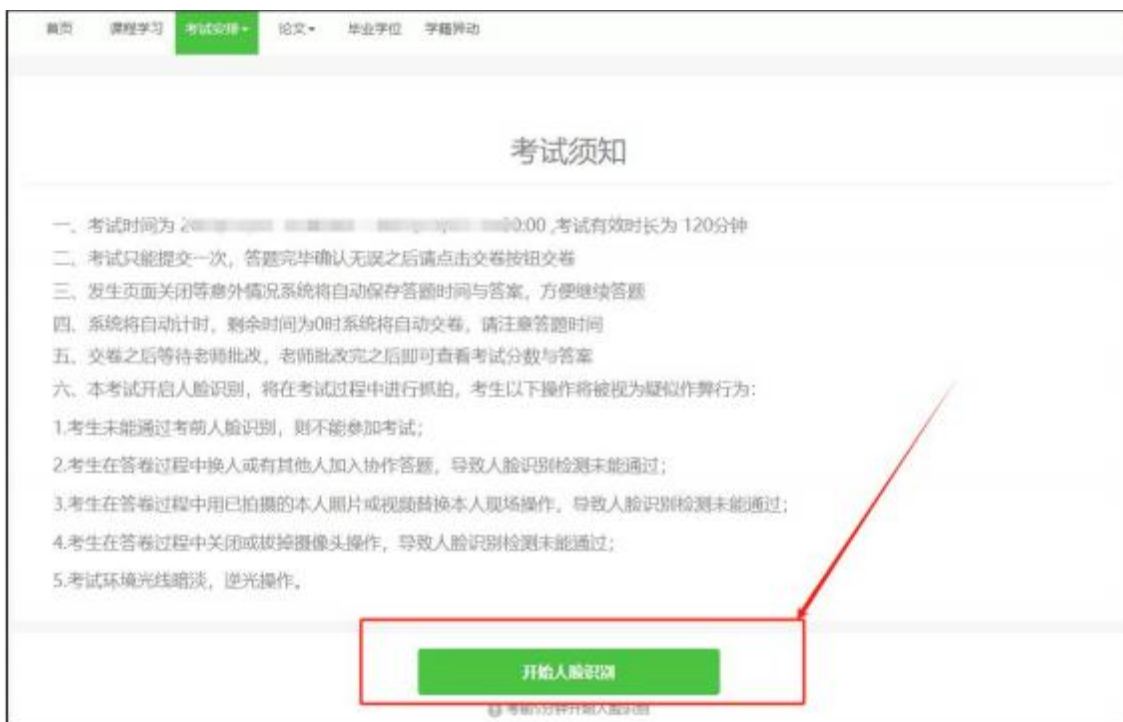 首页 课程学习 考试安排 论文 毕业学位 学籍异动
考试须知
一、考试时间为 2 0:00 ,考试有效时长为 120分钟
二、考试只能提交一次，答题完毕确认无误之后请点击交卷按钮交卷
三、发生页面关闭等意外情况系统将自动保存答题时间与答案，方便继续答题
四、系统将自动计时，剩余时间为0时系统将自动交卷，请注意答题时间
五、交卷之后等待老师批改，老师批改完之后即可查看考试分数与答案
六、本考试开启人脸识别，将在考试过程中进行抓拍，考生以下操作将被视为疑似作弊行为：
1.考生未能通过考前人脸识别，则不能参加考试；
2.考生在答卷过程中换人或有其他人加入协作答题，导致人脸识别检测未能通过；
3.考生在答卷过程中用已拍摄的本人照片或视频替换本人现场操作，导致人脸识别检测未能通过；
4.考生在答卷过程中关闭或拔掉摄像头操作，导致人脸识别检测未能通过；
5.考试环境光线暗淡，逆光操作。
开始人脸识别
考前5分钟开始人脸识别